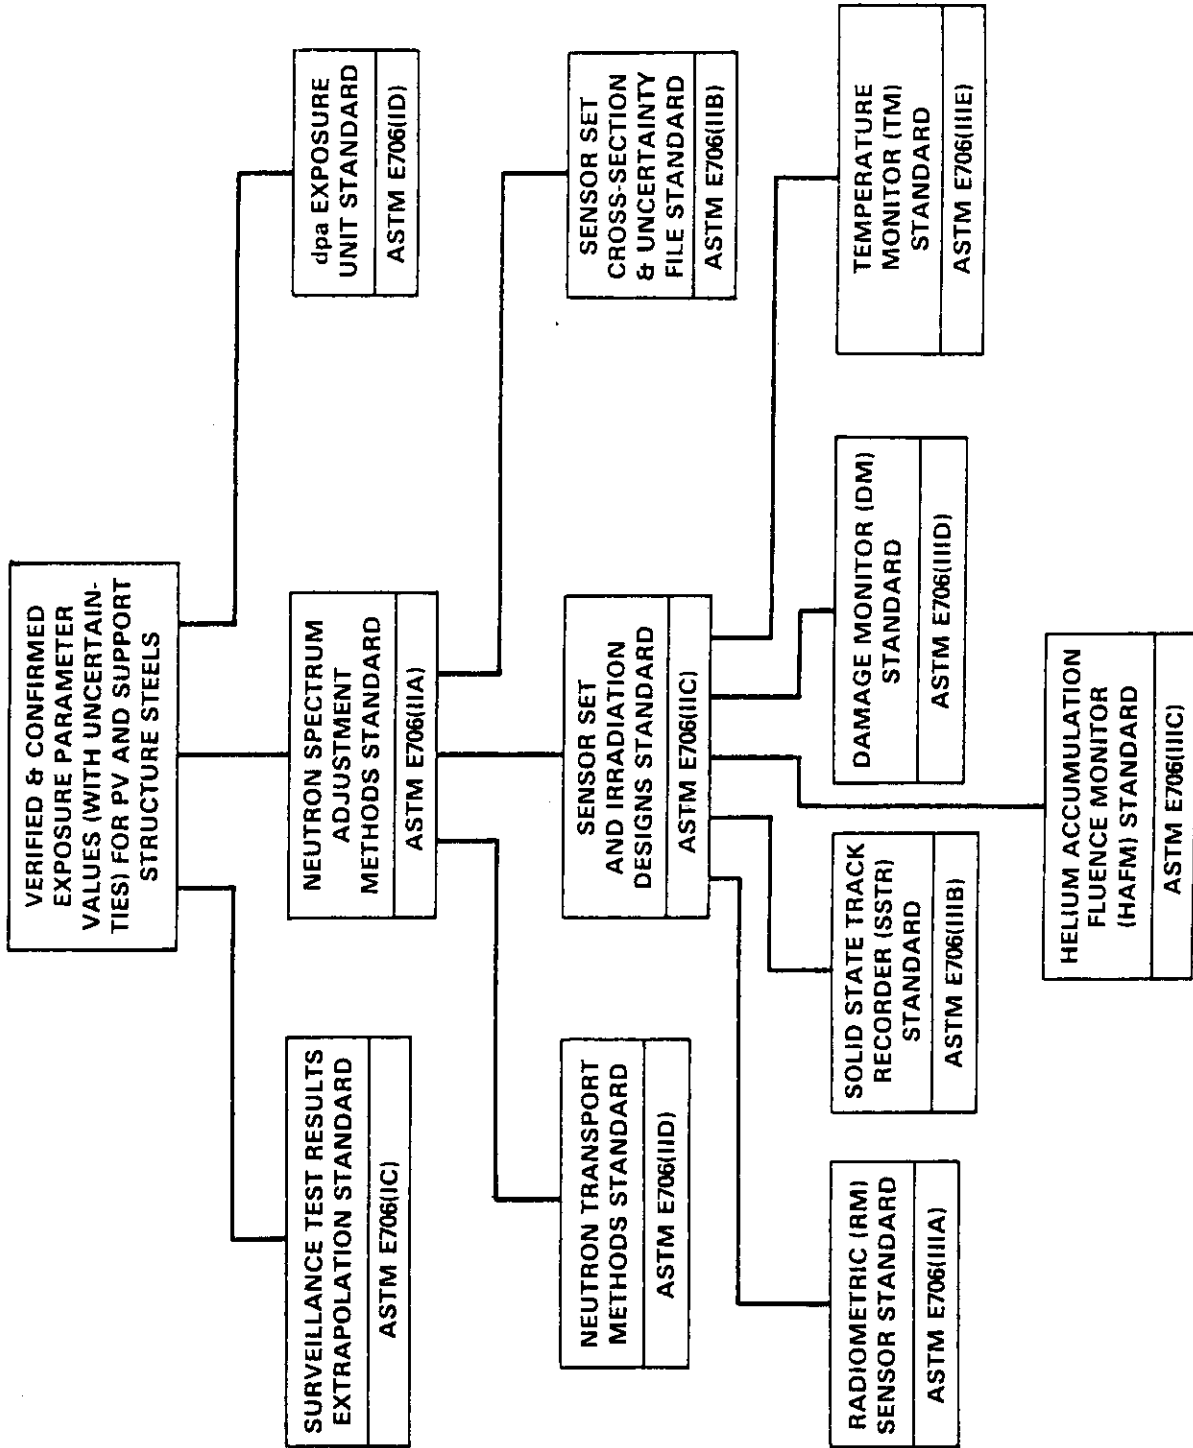 VERIFIED & CONFIRMED
EXPOSURE PARAMETER
VALUES (WITH UNCERTAIN-
TIES) FOR PV AND SUPPORT
STRUCTURE STEELS
SURVEILLANCE TEST RESULTS
EXTRAPOLATION STANDARD
ASTM E706(IC)
NEUTRON SPECTRUM
ADJUSTMENT
METHODS STANDARD
ASTM E706(IIA)
dpa EXPOSURE
UNIT STANDARD
ASTM E706(ID)
NEUTRON TRANSPORT
METHODS STANDARD
ASTM E706(IID)
SENSOR SET
AND IRRADIATION
DESIGNS STANDARD
ASTM E706(IIC)
SENSOR SET
CROSS-SECTION
& UNCERTAINTY
FILE STANDARD
ASTM E706(IIB)
RADIOMETRIC (RM)
SENSOR STANDARD
ASTM E706(IIIA)
SOLID STATE TRACK
RECORDER (SSTR)
STANDARD
ASTM E706(IIIB)
DAMAGE MONITOR (DM)
STANDARD
ASTM E706(IIID)
TEMPERATURE
MONITOR (TM)
STANDARD
ASTM E706(IIIE)
HELIUM ACCUMULATION
FLUENCE MONITOR
(HAFM) STANDARD
ASTM E706(IIIC)